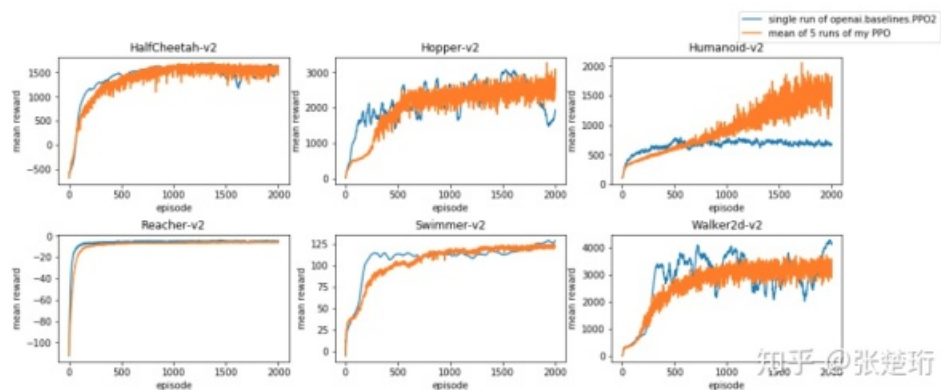 single run of openai.baselines.PPO2
mean of 5 runs of my PPO
HalfCheetah-v2
mean reward
1500
1000
500
0
−500
0 500 1000 1500 2000
episode
Hopper-v2
mean reward
3000
2000
1000
0
0 500 1000 1500 2000
episode
Humanoid-v2
mean reward
2000
1500
1000
500
0
0 500 1000 1500 2000
episode
Reacher-v2
mean reward
0
−20
−40
−60
−80
−100
0 500 1000 1500 2000
episode
Swimmer-v2
mean reward
125
100
75
50
25
0
0 500 1000 1500 2000
episode
Walker2d-v2
mean reward
4000
3000
2000
1000
0
0 500 1000 1500 2000
episode
知乎 @张楚珩